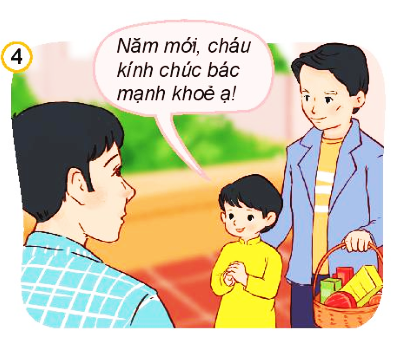 4
Năm mới, cháu
kính chúc bác
mạnh khoẻ ạ!